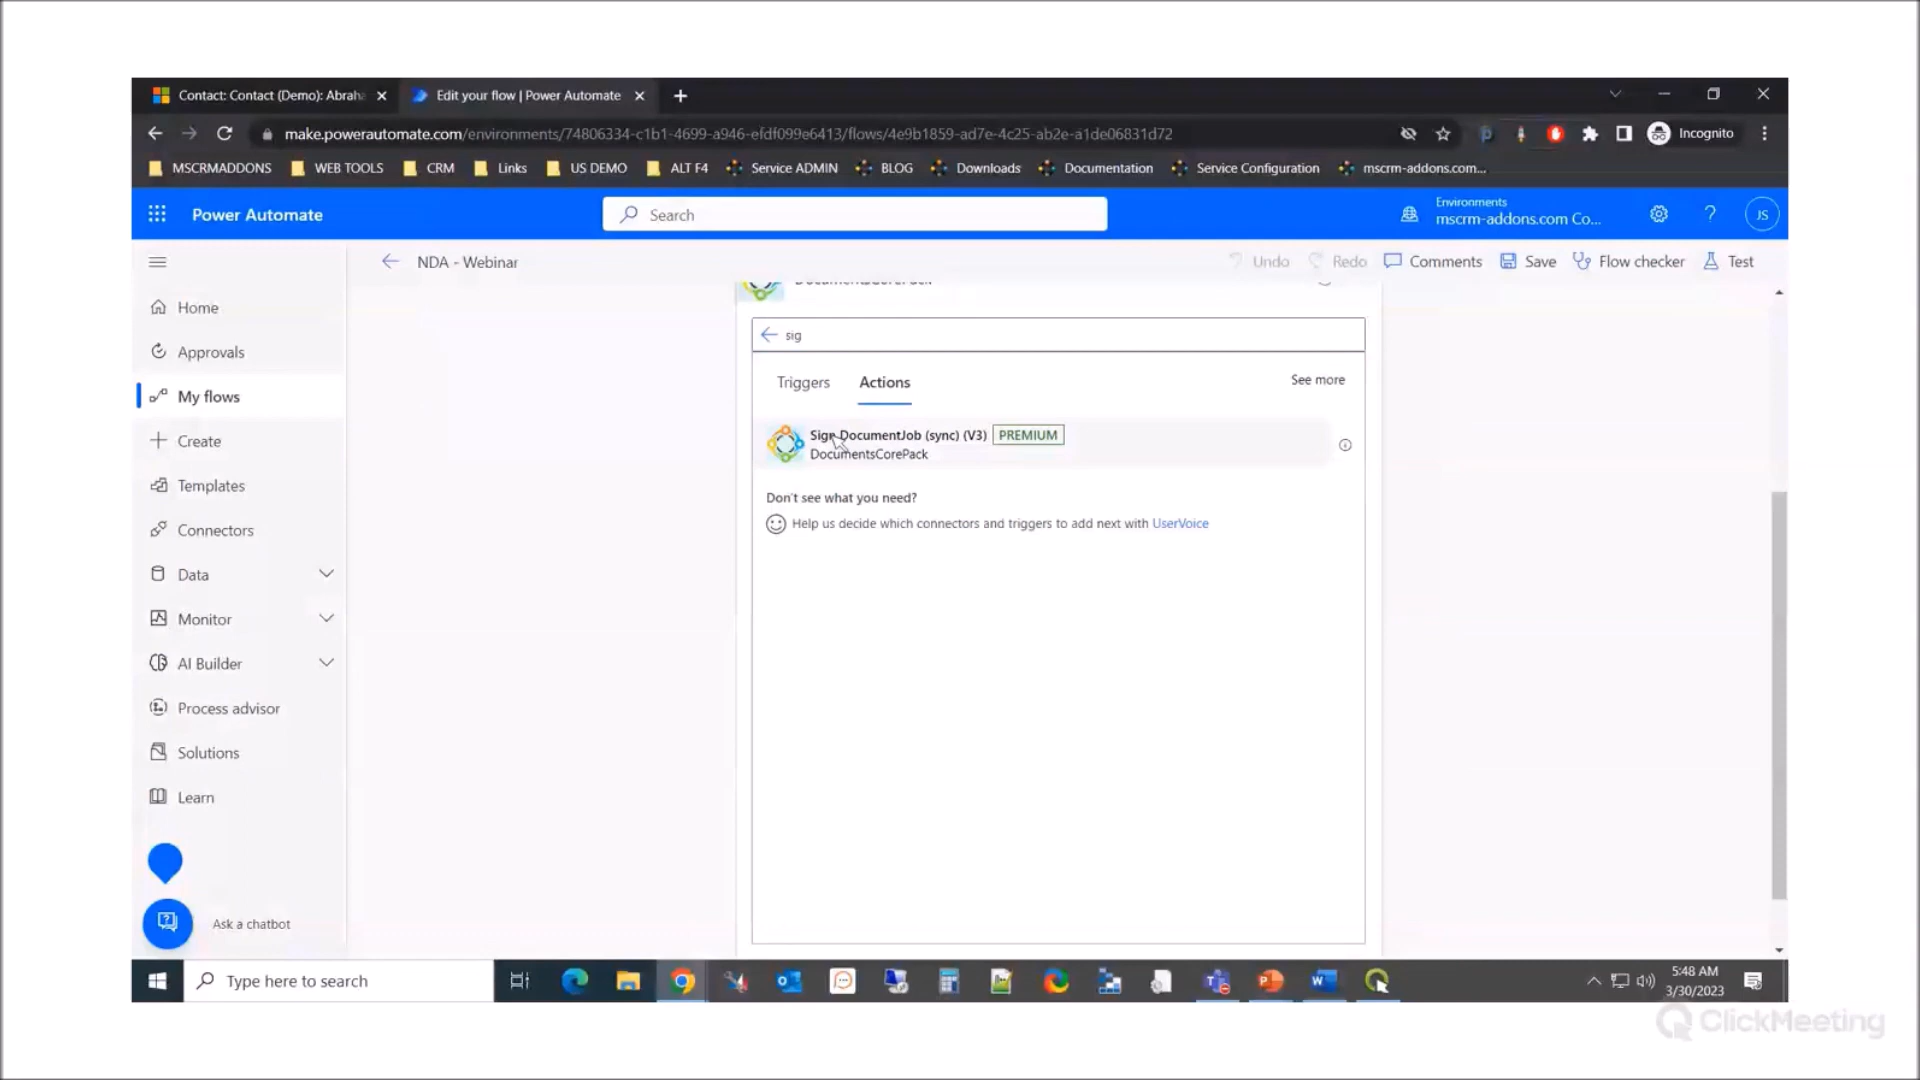 Contact: Contact (Demo): Abraha
Edit your flow | Power Automate
make.powerautomate.com/environments/74806334-c1b1-4699-a946-efdf099e6413/flows/4e9b1859-ad7e-4c25-ab2e-a1de06831d72
Incognito
MSCRMADDONS
WEB TOOLS
CRM
Links
US DEMO
ALT F4
Service ADMIN
BLOG
Downloads
Documentation
Service Configuration
mscrm-addons.com...
Power Automate
Search
Environments
mscrm-addons.com Co...
?
JS
NDA - Webinar
Undo
Redo
Comments
Save
Flow checker
Test
Home
Approvals
My flows
Create
Templates
Connectors
Data
Monitor
AI Builder
Process advisor
Solutions
Learn
Ask a chatbot
DocumentsCorePack
sig
Triggers
Actions
See more
Sign DocumentJob (sync) (V3) PREMIUM
DocumentsCorePack
Don't see what you need?
Help us decide which connectors and triggers to add next with UserVoice
Type here to search
5:48 AM
3/30/2023
ClickMeeting